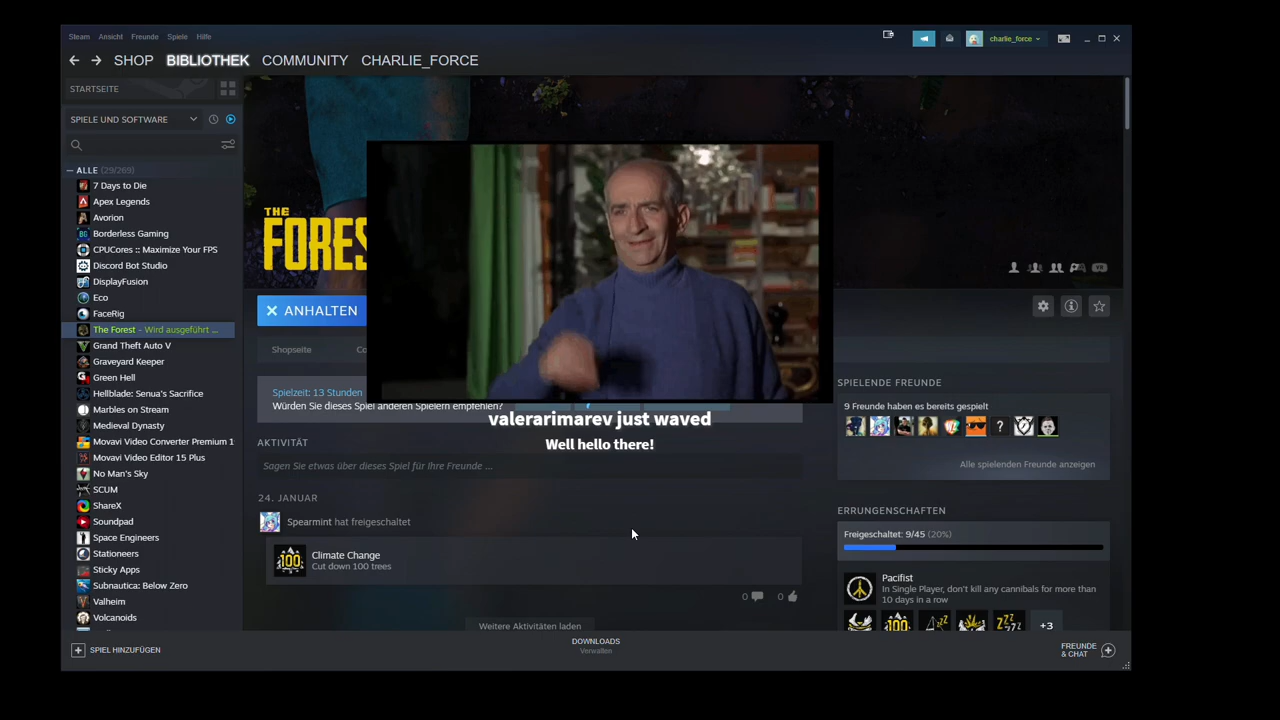 Steam Ansicht Freunde Spiele Hilfe
charlie_force
SHOP BIBLIOTHEK COMMUNITY CHARLIE_FORCE
STARTSEITE
SPIELE UND SOFTWARE
ALLE (29/269)
7 Days to Die
Apex Legends
Avorion
Borderless Gaming
CPUCores :: Maximize Your FPS
Discord Bot Studio
DisplayFusion
Eco
FaceRig
The Forest - Wird ausgeführt ...
Grand Theft Auto V
Graveyard Keeper
Green Hell
Hellblade: Senua's Sacrifice
Marbles on Stream
Medieval Dynasty
Movavi Video Converter Premium 1
Movavi Video Editor 15 Plus
No Man's Sky
SCUM
ShareX
Soundpad
Space Engineers
Stationeers
Sticky Apps
Subnautica: Below Zero
Valheim
Volcanoids
SPIEL HINZUFÜGEN
THE
FORES
ANHALTEN
Shopseite Co
Spielzeit: 13 Stunden
Würden Sie dieses Spiel anderen Spielern empfehlen?
valerarimarev just waved
Well hello there!
AKTIVITÄT
Sagen Sie etwas über dieses Spiel für Ihre Freunde ...
24. JANUAR
Spearmint hat freigeschaltet
100
Climate Change
Cut down 100 trees
0 0
Weitere Aktivitäten laden
SPIELENDE FREUNDE
9 Freunde haben es bereits gespielt
?
Alle spielenden Freunde anzeigen
ERRUNGENSCHAFTEN
Freigeschaltet: 9/45 (20%)
Pacifist
In Single Player, don't kill any cannibals for more
than 10 days in a row
100
+3
DOWNLOADS
Verwalten
FREUNDE
& CHAT